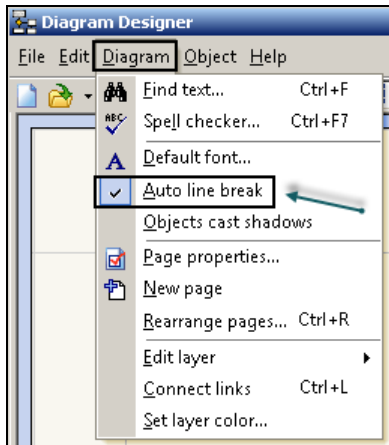 Diagram Designer
File Edit Diagram Object Help
Find text... Ctrl+F
ABC Spell checker... Ctrl+F7
A Default font...
Auto line break
Objects cast shadows
Page properties...
New page
Rearrange pages... Ctrl+R
Edit layer
Connect links Ctrl+L
Set layer color...